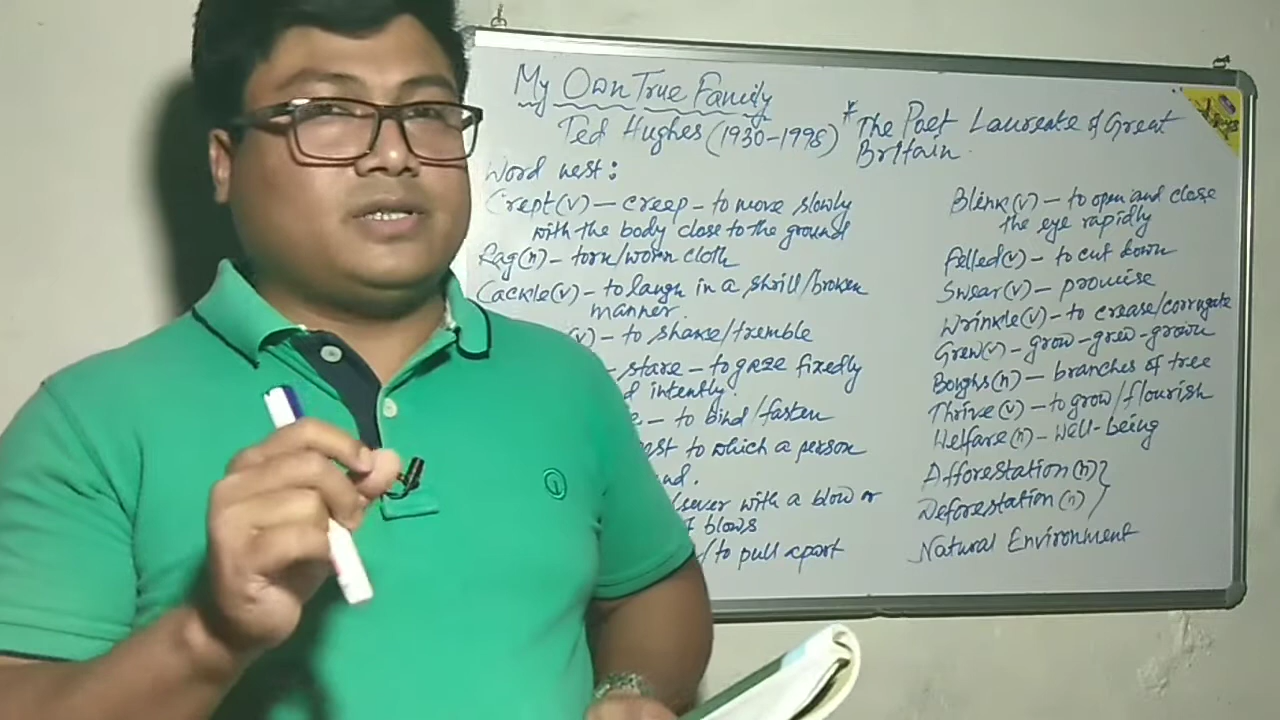 My Own True Family
Ted Hughes (1930-1998)
* The Poet Laureate of Great
Britain.
Word nest:
Crept (v) – creep – to move slowly
with the body close to the ground
Rag (n) – torn/worn cloth
Cackle (v) – to laugh in a shrill/broken
manner.
(v) – to shake/tremble
– stare – to gaze fixedly
d intently.
– to bind/fasten
to which a person
/sever with a blow or
f blows
/to pull apart
Blink (v) – to open and close
the eye rapidly
Felled (v) – to cut down
Swear (v) – promise
Wrinkle (v) – to crease/corrugate
Grew (v) – grow – grew – grown
Boughs (n) – branches of tree
Thrive (v) – to grow/flourish
Welfare (n) – well-being
Afforestation (n) }
Deforestation (n)
Natural Environment